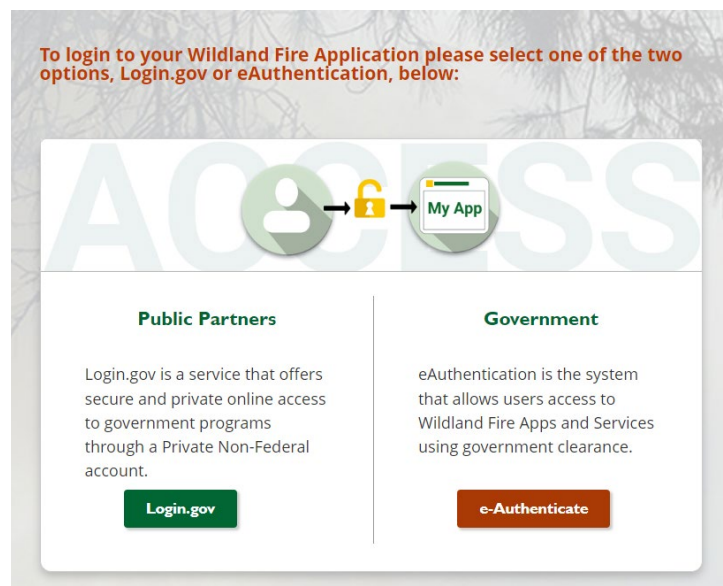 To login to your Wildland Fire Application please select one of the two
options, Login.gov or eAuthentication, below:
ACCESS
My App
Public Partners
Login.gov is a service that offers
secure and private online access
to government programs
through a Private Non-Federal
account.
Login.gov
Government
eAuthentication is the system
that allows users access to
Wildland Fire Apps and Services
using government clearance.
e-Authenticate